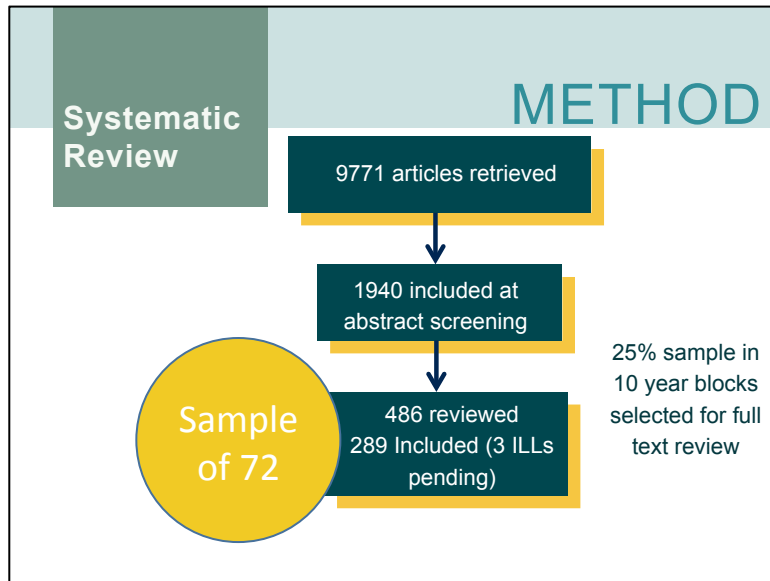 Systematic
Review
METHOD
9771 articles retrieved
1940 included at
abstract screening
25% sample in
10 year blocks
selected for full
text review
Sample
of 72
486 reviewed
289 Included (3 ILLs
pending)